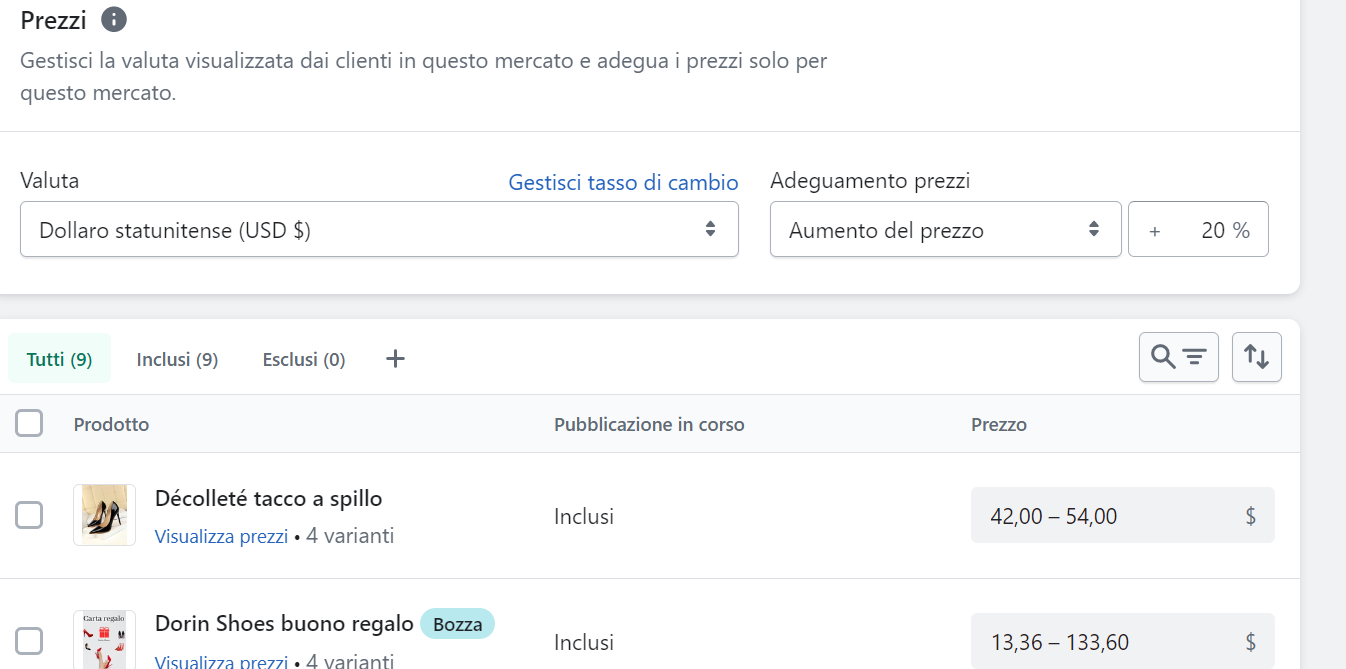 Prezzi
Gestisci la valuta visualizzata dai clienti in questo mercato e adegua i prezzi solo per
questo mercato.
Valuta
Gestisci tasso di cambio
Adeguamento prezzi
Dollaro statunitense (USD $)
Aumento del prezzo
+ 20 %
Tutti (9)
Inclusi (9)
Esclusi (0)
Prodotto
Pubblicazione in corso
Prezzo
Décolleté tacco a spillo
Visualizza prezzi • 4 varianti
Inclusi
42,00 – 54,00 $
Carta regalo
Dorin Shoes buono regalo Bozza
Visualizza prezzi • 4 varianti
Inclusi
13,36 – 133,60 $